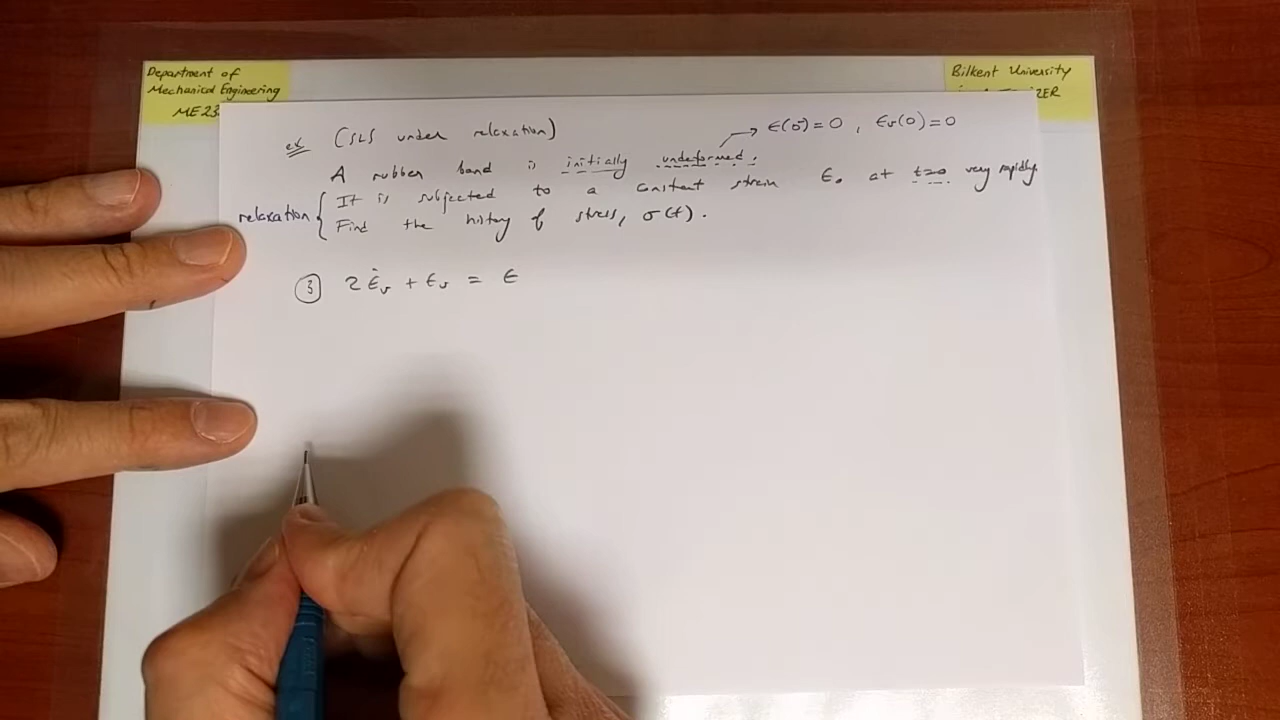 Department of
Mechanical Engineering
ME 23
Bilkent University
ZER
ex (SLS under relaxation) → ε(0⁻) = 0 , εᵥ(0) = 0
A rubber band is initially undeformed.
relaxation { It is subjected to a constant strain ε₀ at t=0 very rapidly.
Find the history of stress, σ(t).
③ τ ε̇ᵥ + εᵥ = ε